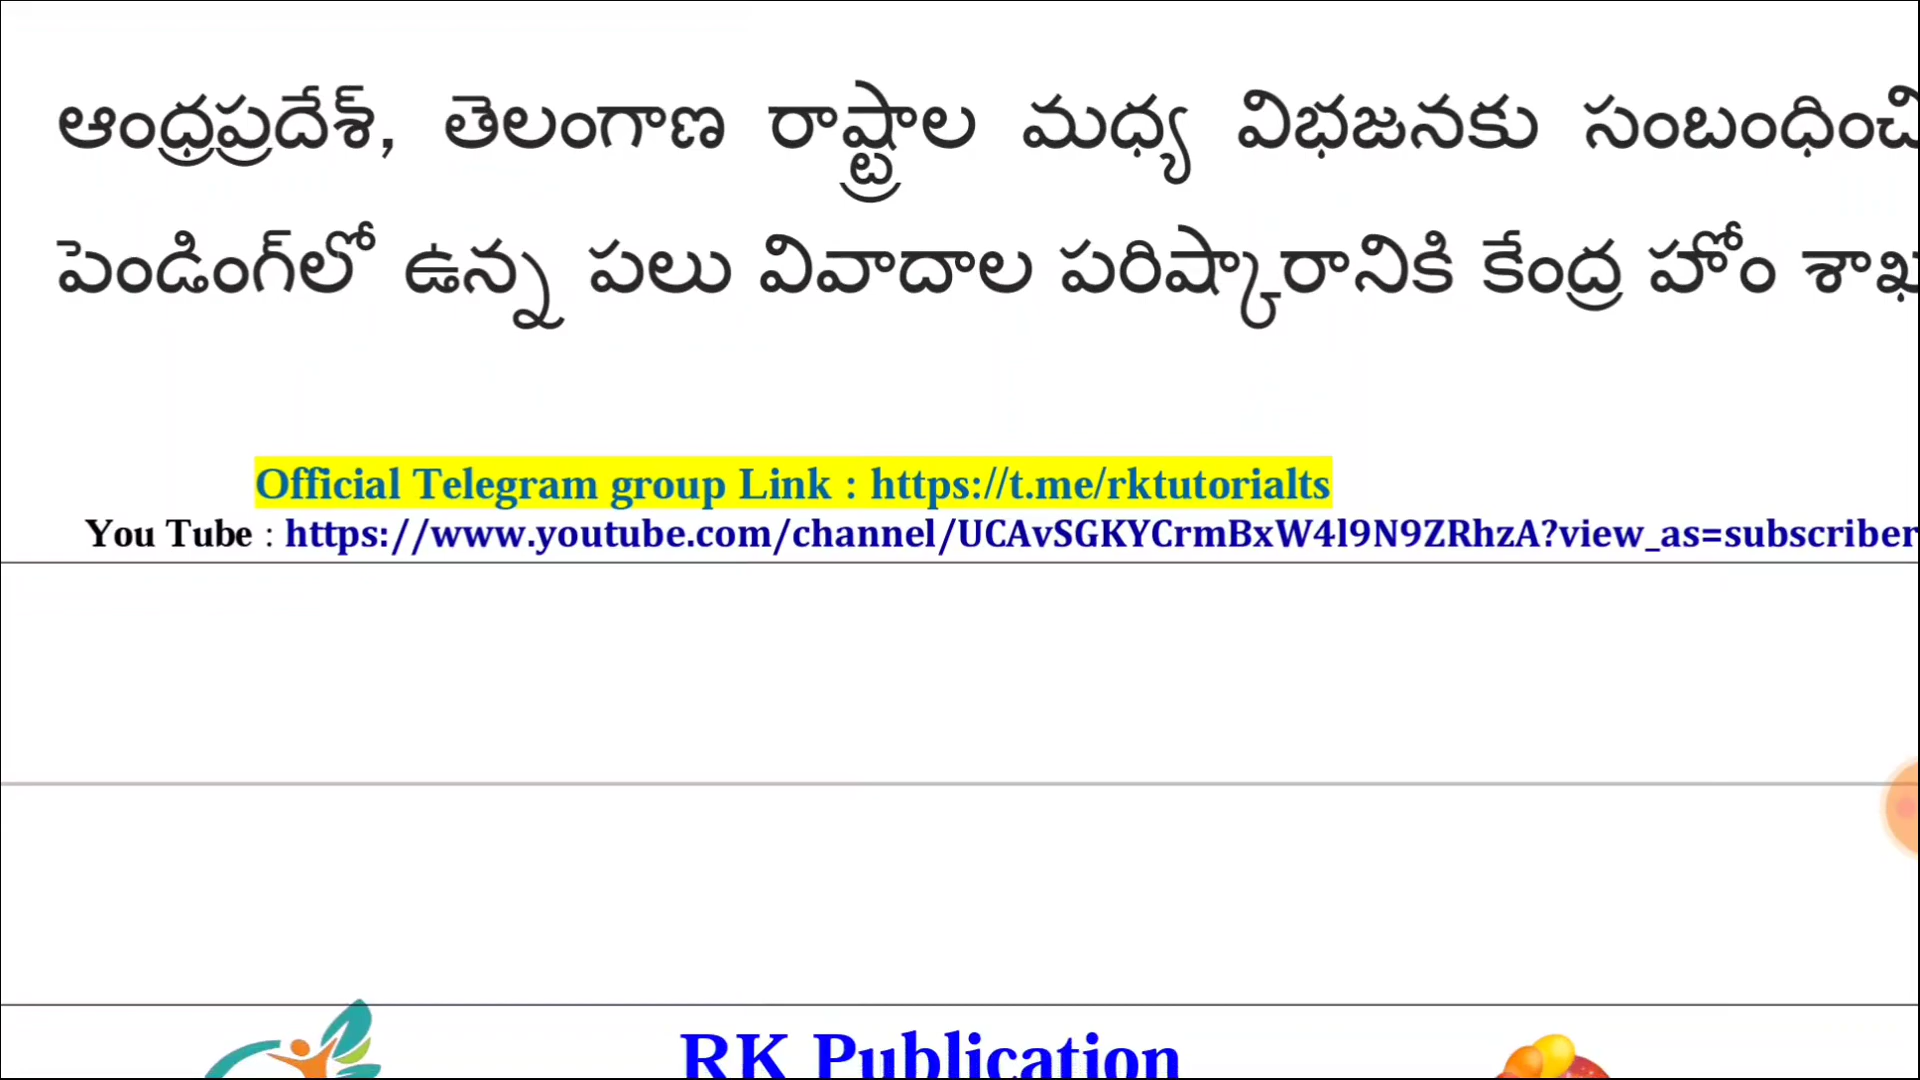 ఆంధ్రప్రదేశ్, తెలంగాణ రాష్ట్రాల మధ్య విభజనకు సంబంధించి
పెండింగ్‌లో ఉన్న పలు వివాదాల పరిష్కారానికి కేంద్ర హోం శాఖ
Official Telegram group Link : https://t.me/rktutorialts
You Tube : https://www.youtube.com/channel/UCAvSGKYCrmBxW4l9N9ZRhzA?view_as=subscriber
RK Publication